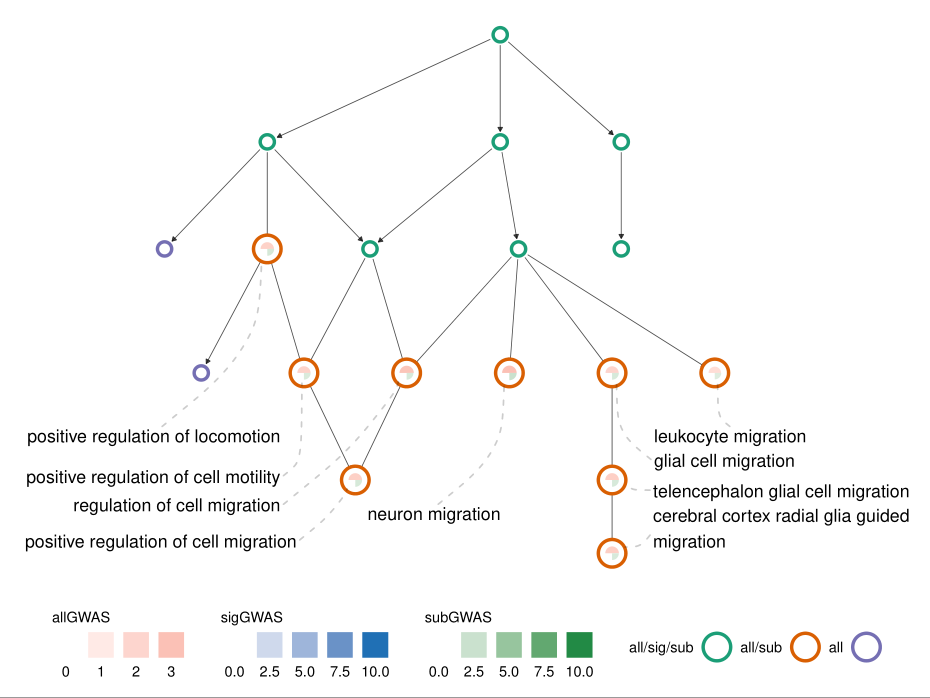 positive regulation of locomotion
leukocyte migration
glial cell migration
positive regulation of cell motility
telencephalon glial cell migration
regulation of cell migration
neuron migration
cerebral cortex radial glia guided
migration
positive regulation of cell migration
allGWAS
0 1 2 3
sigGWAS
0.0 2.5 5.0 7.5 10.0
subGWAS
0.0 2.5 5.0 7.5 10.0
all/sig/sub all/sub all